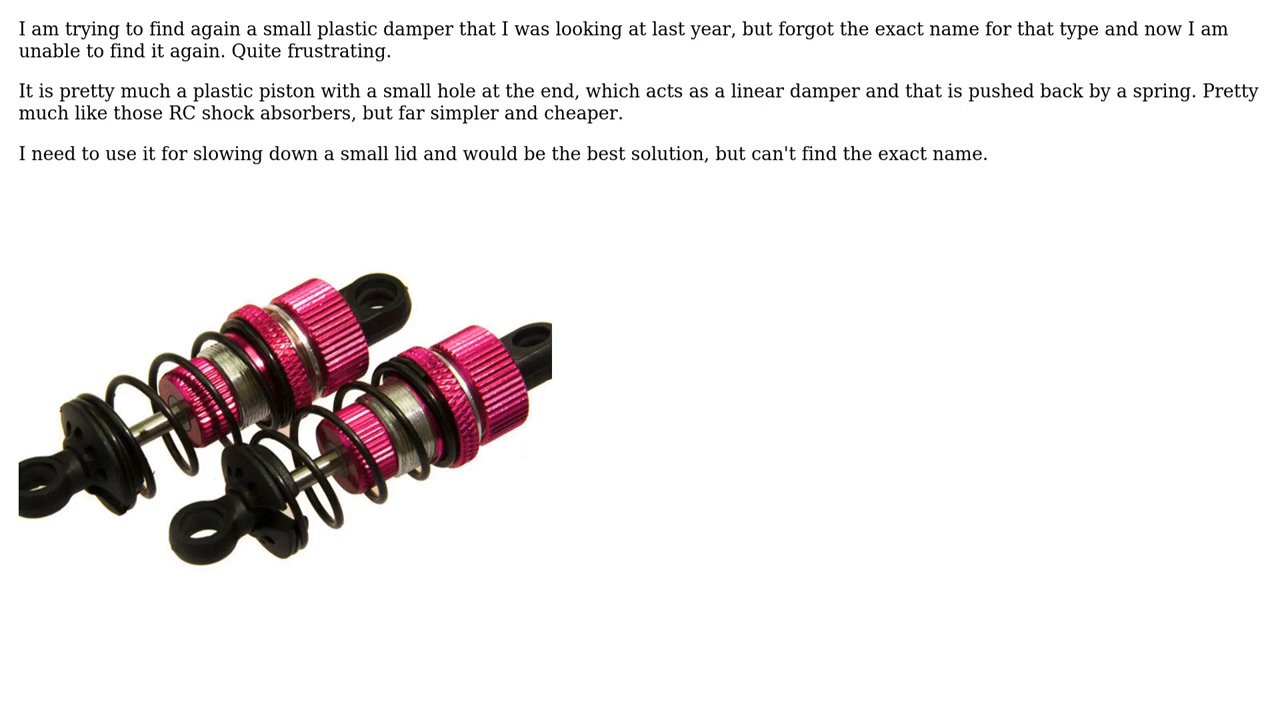 I am trying to find again a small plastic damper that I was looking at last year, but forgot the exact name for that type and now I am
unable to find it again. Quite frustrating.
It is pretty much a plastic piston with a small hole at the end, which acts as a linear damper and that is pushed back by a spring. Pretty
much like those RC shock absorbers, but far simpler and cheaper.
I need to use it for slowing down a small lid and would be the best solution, but can't find the exact name.